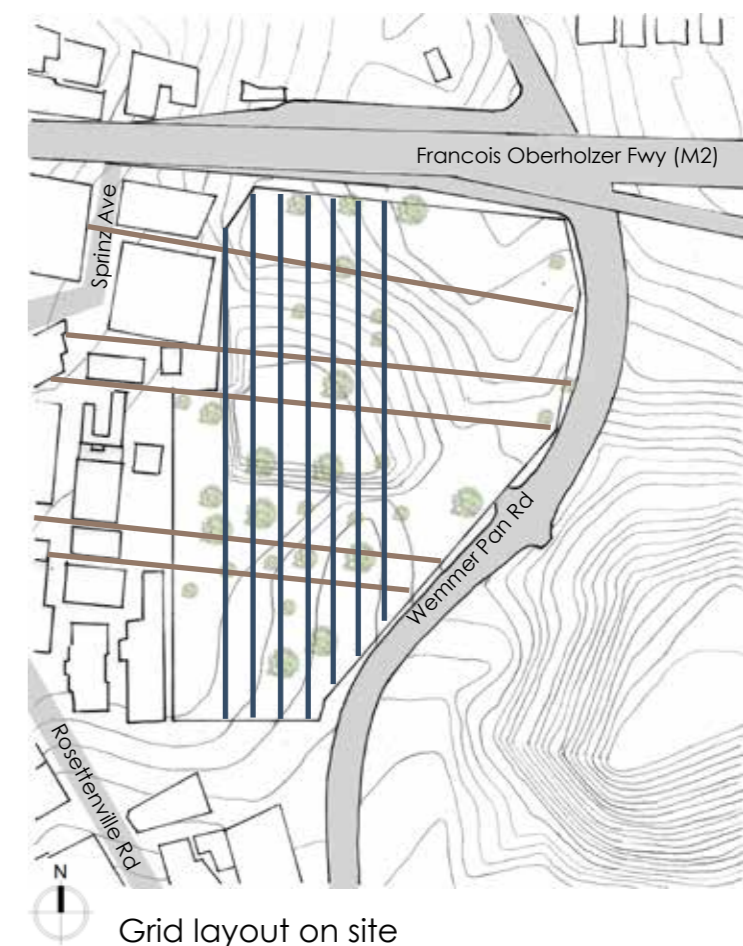 Francois Oberholzer Fwy (M2)
Sprinz Ave
Wemmer Pan Rd
Rosettenville Rd
N
Grid layout on site